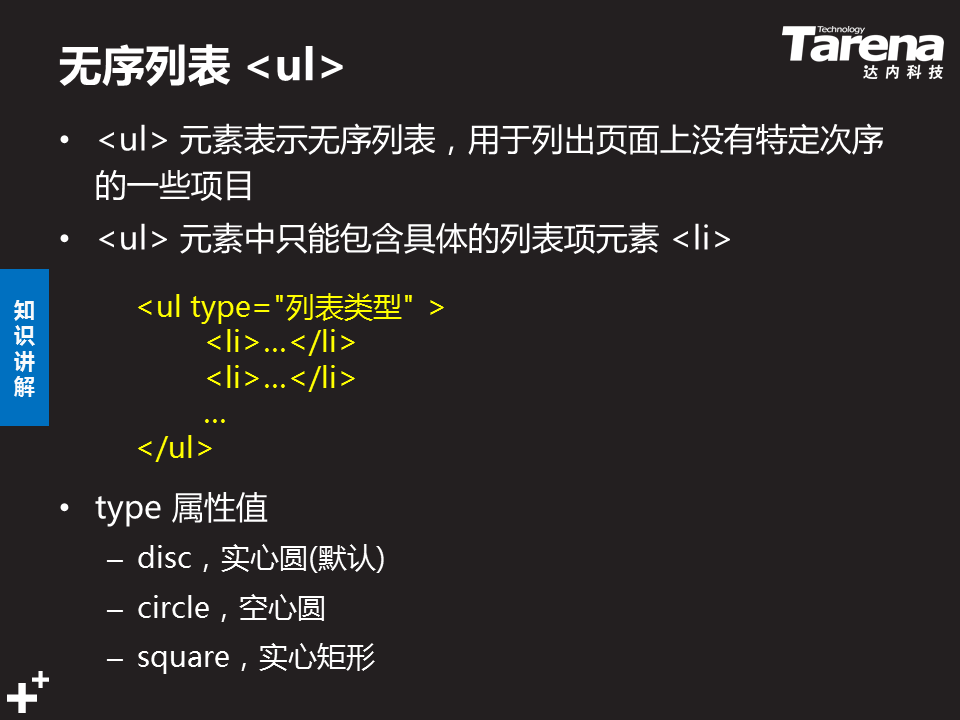 无序列表 <ul>
Technology
Tarena
达内科技
• <ul> 元素表示无序列表，用于列出页面上没有特定次序
的一些项目
• <ul> 元素中只能包含具体的列表项元素 <li>
知
识
讲
解
<ul type="列表类型" >
<li>…</li>
<li>…</li>
…
</ul>
• type 属性值
– disc，实心圆(默认)
– circle，空心圆
– square，实心矩形